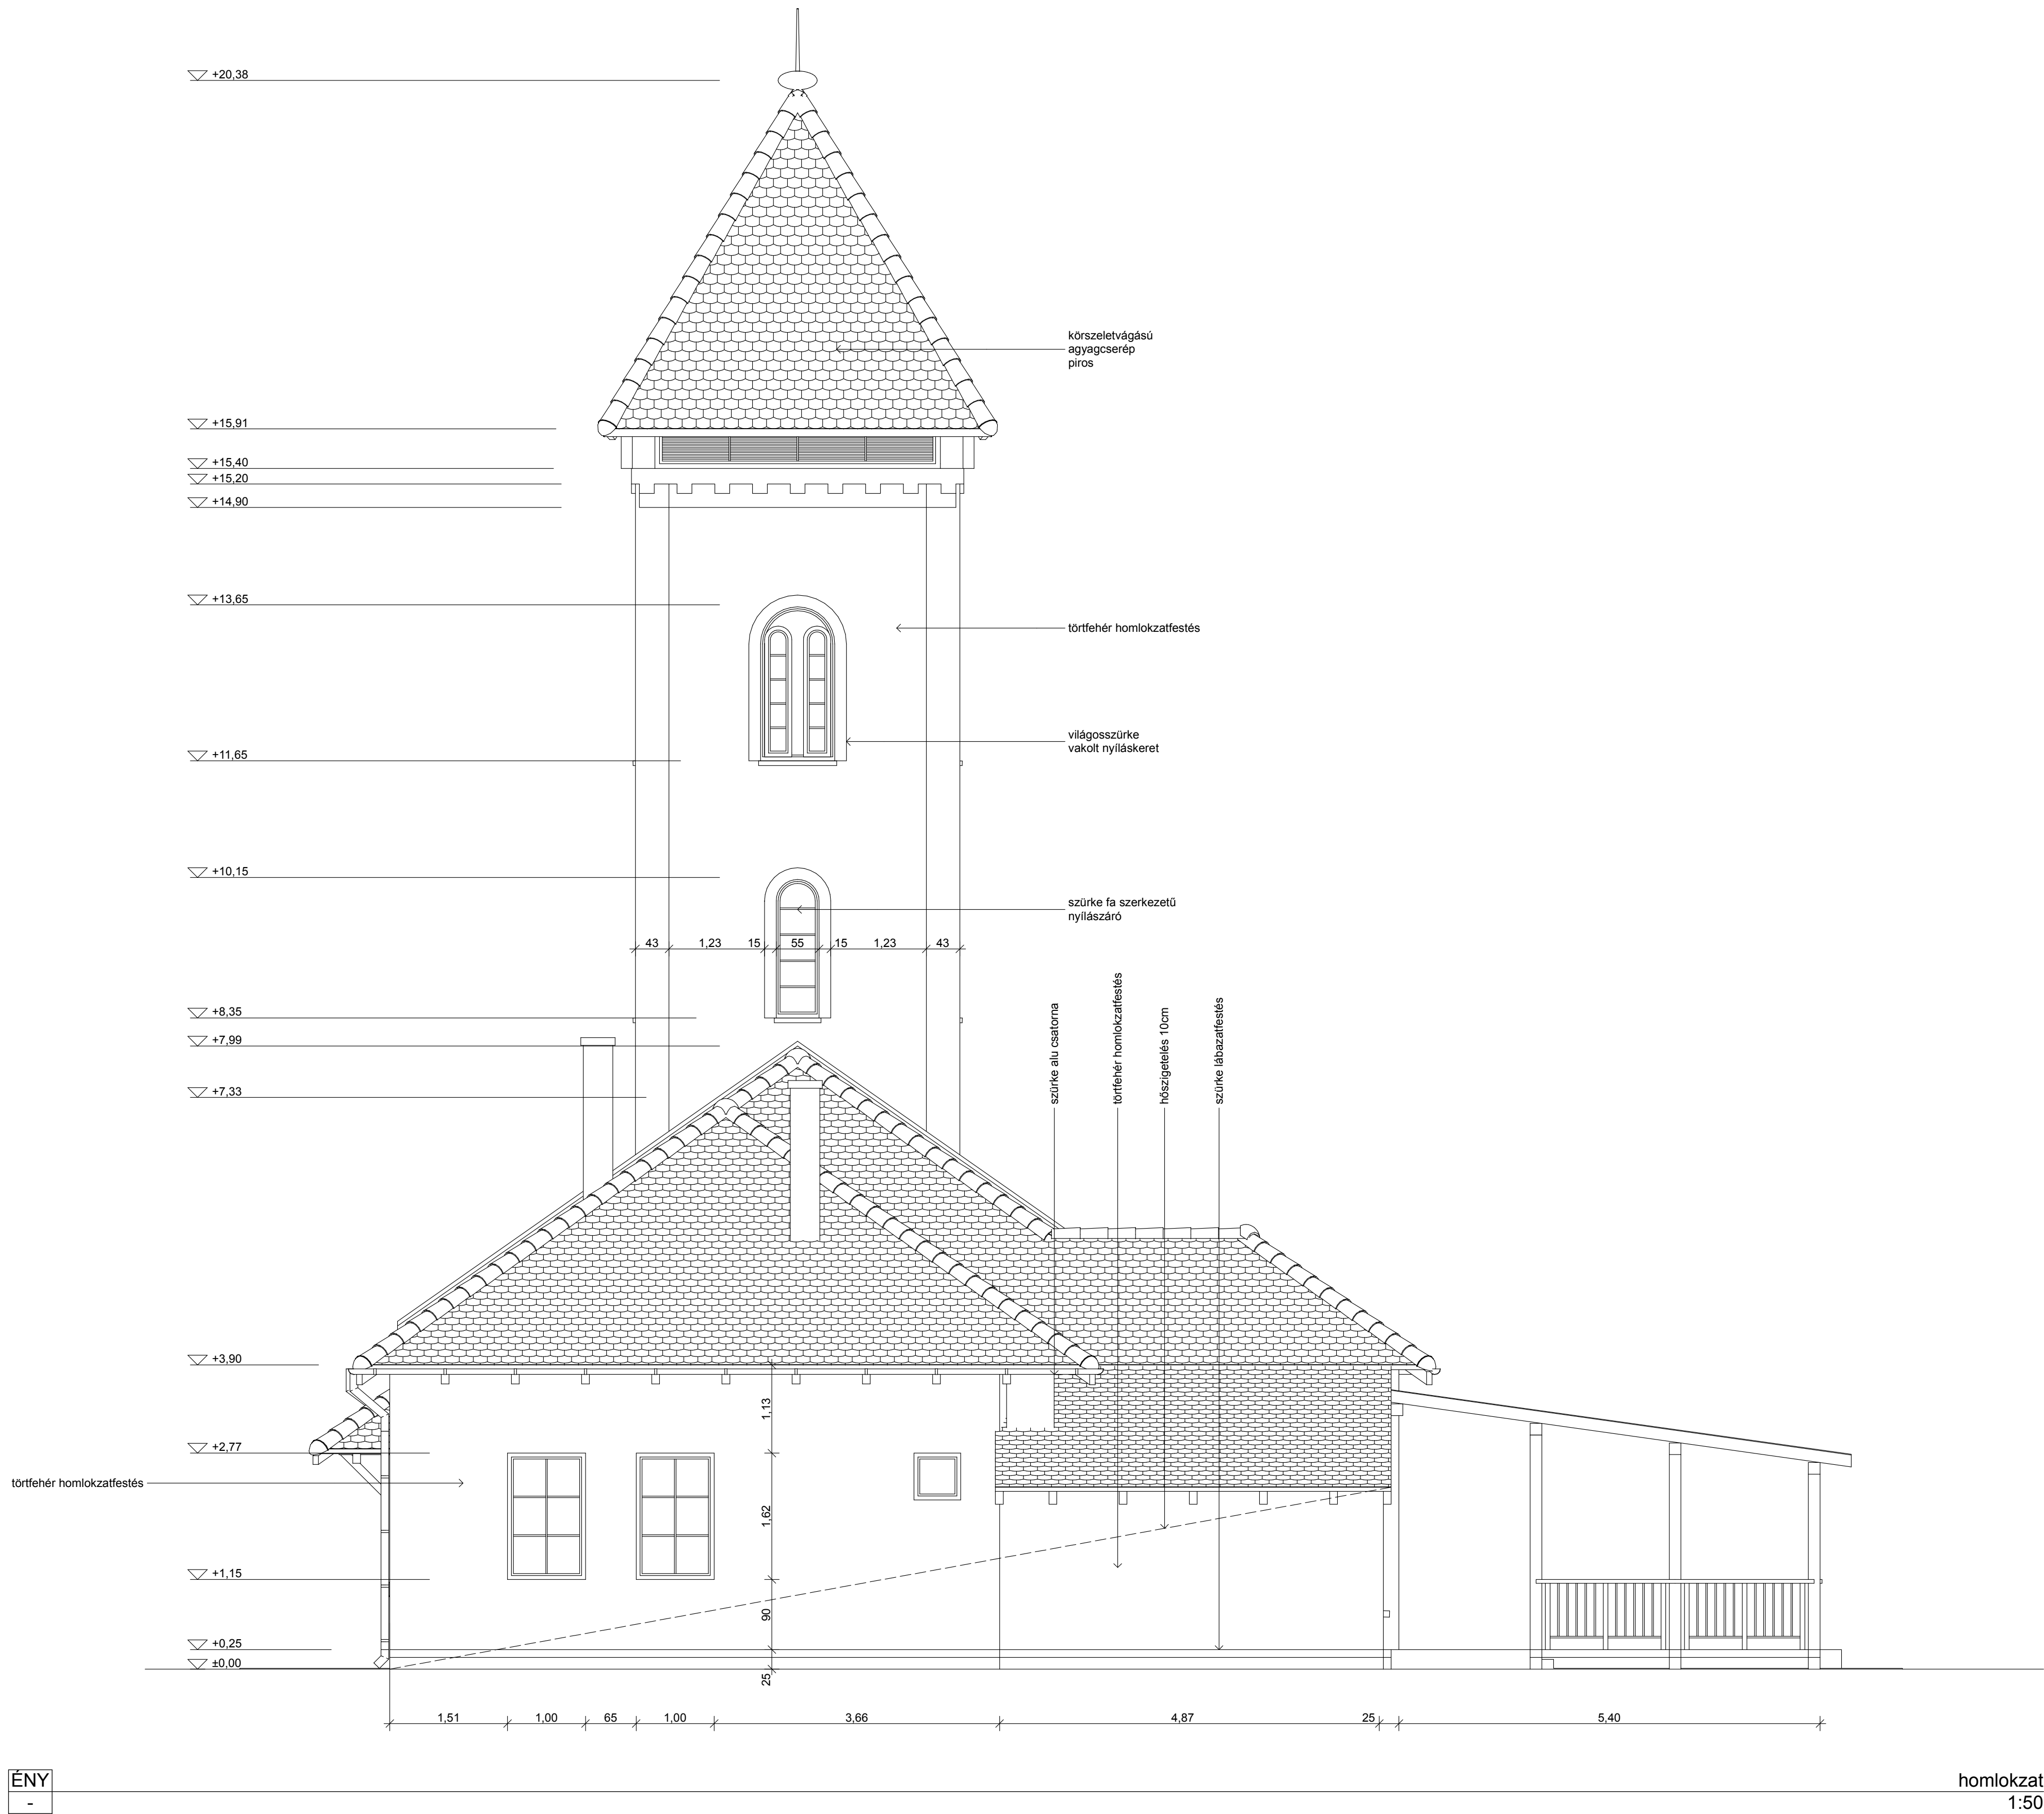 +20,38
körszeletvágású
agyagcserép
piros
+15,91
+15,40
+15,20
+14,90
+13,65
törtfehér homlokzatfestés
világosszürke
vakolt nyíláskeret
+11,65
+10,15
szürke fa szerkezetű
nyílászáró
43 1,23 15 55 15 1,23 43
+8,35
+7,99
+7,33
szürke alu csatorna
törtfehér homlokzatfestés
hőszigetelés 10cm
szürke lábazatfestés
+3,90
1,13
+2,77
törtfehér homlokzatfestés
1,62
+1,15
90
+0,25
±0,00
25
1,51 1,00 65 1,00 3,66 4,87 25 5,40
ÉNY
-
homlokzat
1:50